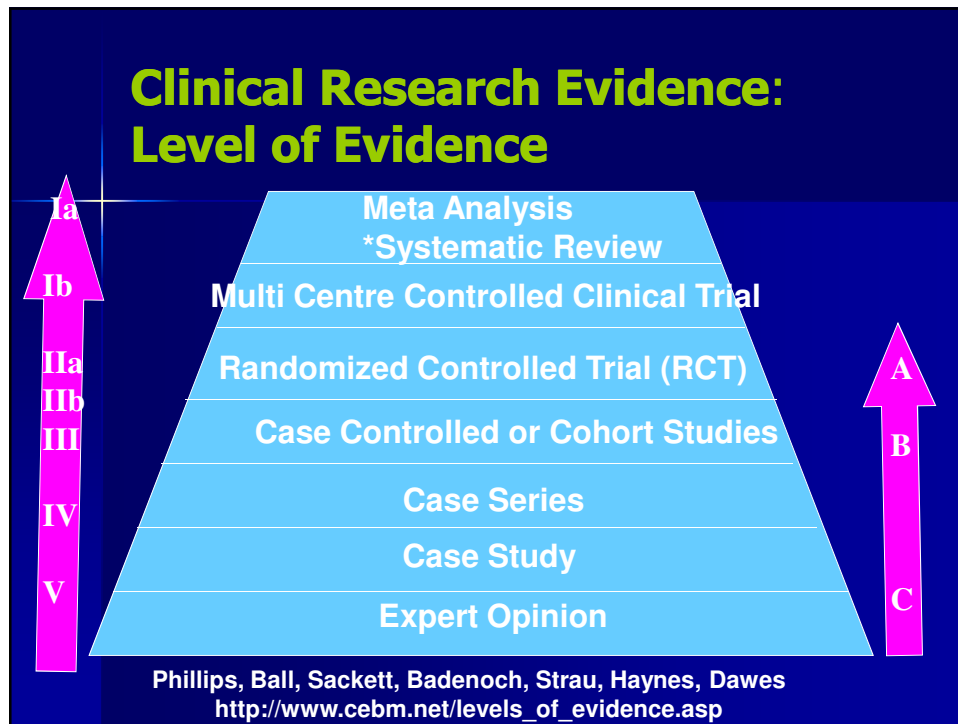 Clinical Research Evidence:
Level of Evidence
Ia
Ib
IIa
IIb
III
IV
V
Meta Analysis
*Systematic Review
Multi Centre Controlled Clinical Trial
Randomized Controlled Trial (RCT)
Case Controlled or Cohort Studies
Case Series
Case Study
Expert Opinion
A
B
C
Phillips, Ball, Sackett, Badenoch, Strau, Haynes, Dawes
http://www.cebm.net/levels_of_evidence.asp